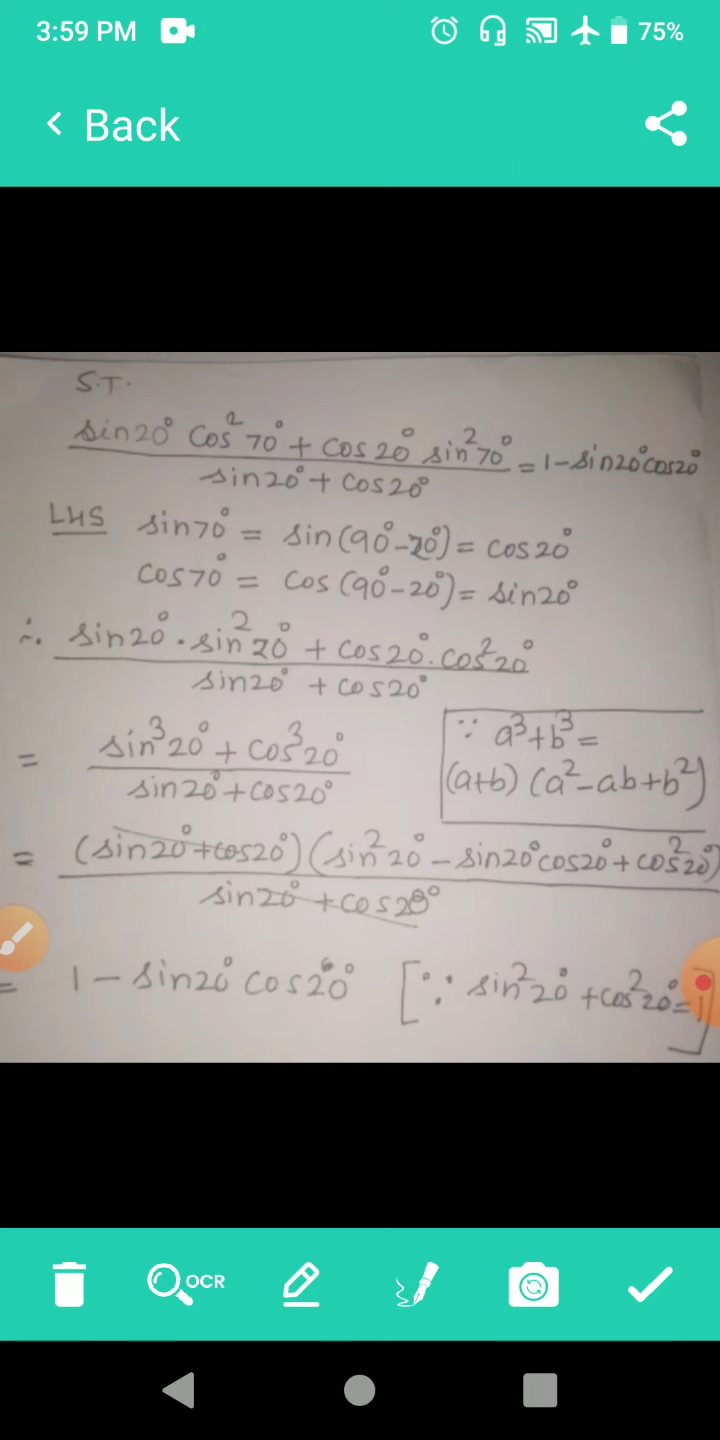 3:59 PM 75%
Back
S.T.
sin20° cos²70° + cos20° sin²70° = 1 - sin20°cos20°
sin20° + cos20°
LHS sin70° = sin(90°-20°) = cos20°
cos70° = cos(90°-20°) = sin20°
∴ sin20° · sin²20° + cos20° . cos²20°
sin20° + cos20°
= sin³20° + cos³20°
sin20° + cos20°
∵ a³+b³ =
(a+b) (a²-ab+b²)
= (sin20° + cos20°) (sin²20° - sin20°cos20° + cos²20°)
sin20° + cos20°
= 1 - sin20° cos20° [∵ sin²20° + cos²20° = 1]
OCR